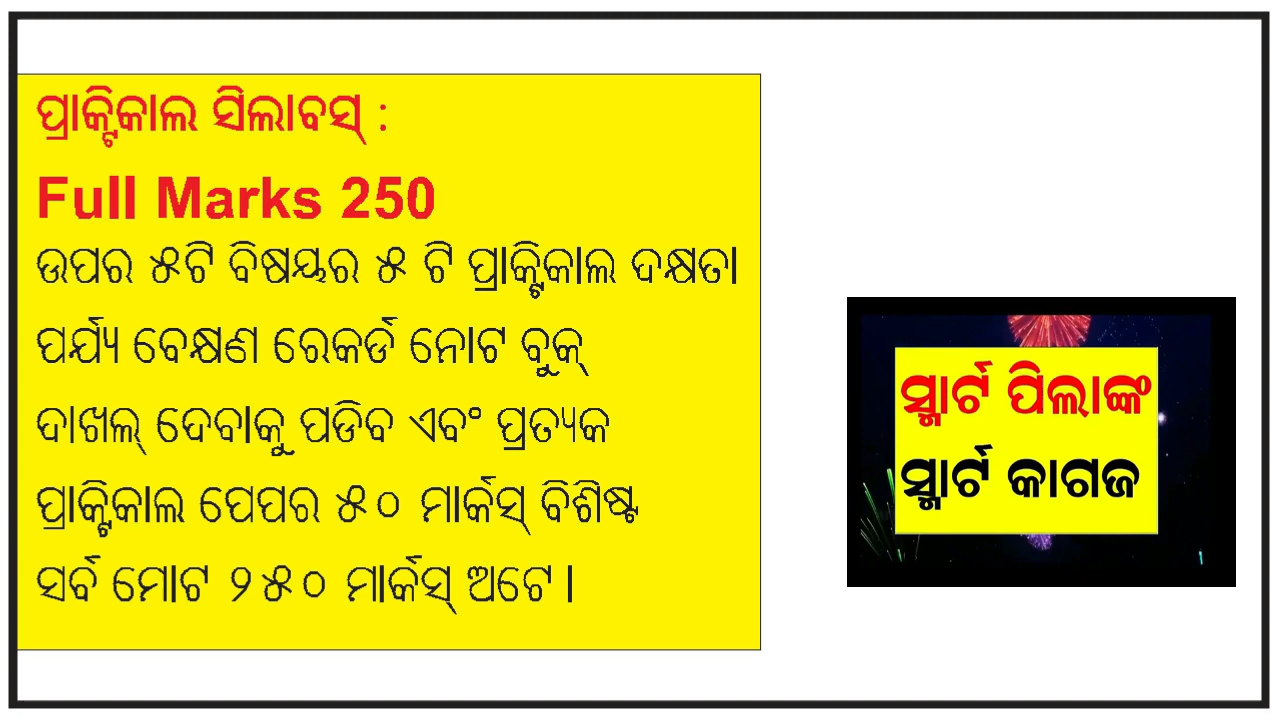 ପ୍ରାକ୍ଟିକାଲ ସିଲାବସ୍ :
Full Marks 250
ଉପର ୫ଟି ବିଷୟର ୫ ଟି ପ୍ରାକ୍ଟିକାଲ ଦକ୍ଷତା
ପର୍ଯ୍ୟ ବେକ୍ଷଣ ରେକର୍ଡ ନୋଟ ବୁକ୍
ଦାଖଲ୍ ଦେବାକୁ ପଡିବ ଏବଂ ପ୍ରତ୍ୟକ
ପ୍ରାକ୍ଟିକାଲ ପେପର ୫୦ ମାର୍କସ୍ ବିଶିଷ୍ଟ
ସର୍ବ ମୋଟ ୨୫୦ ମାର୍କସ୍ ଅଟେ।
ସ୍ମାର୍ଟ ପିଲାଙ୍କ
ସ୍ମାର୍ଟ କାଗଜ